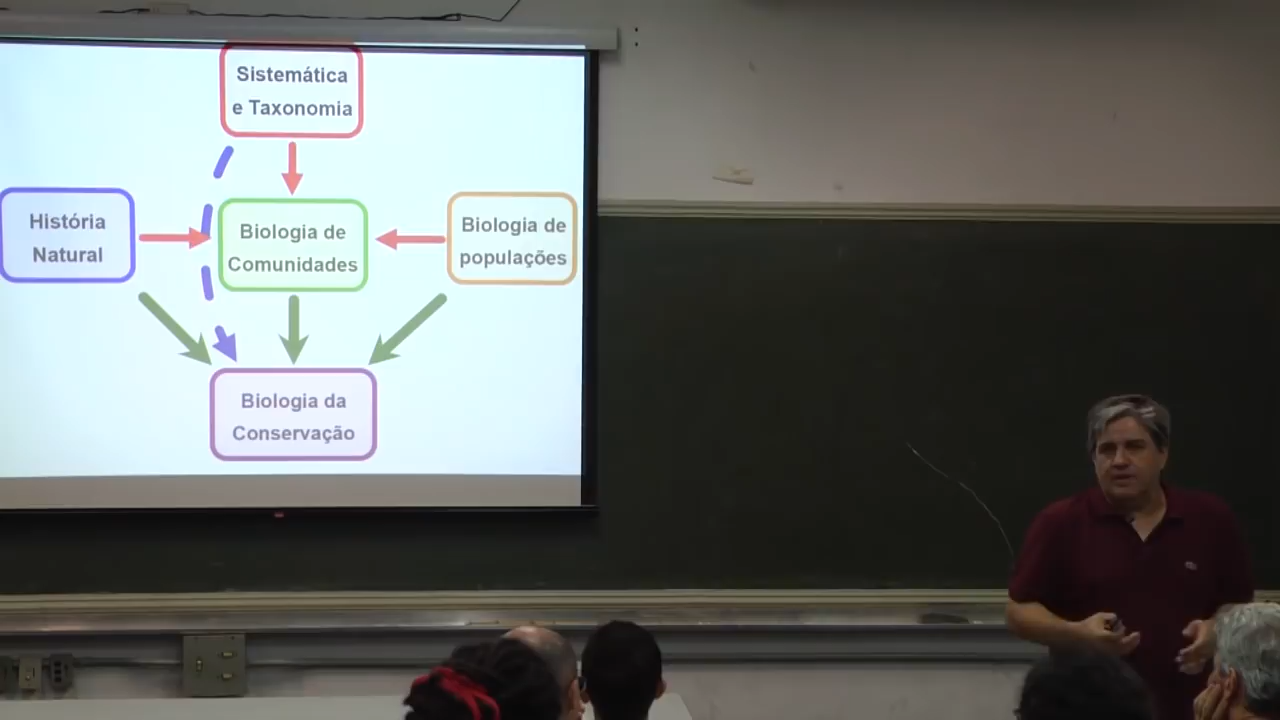 Sistemática
e Taxonomia
História
Natural
Biologia de
Comunidades
Biologia de
populações
Biologia da
Conservação